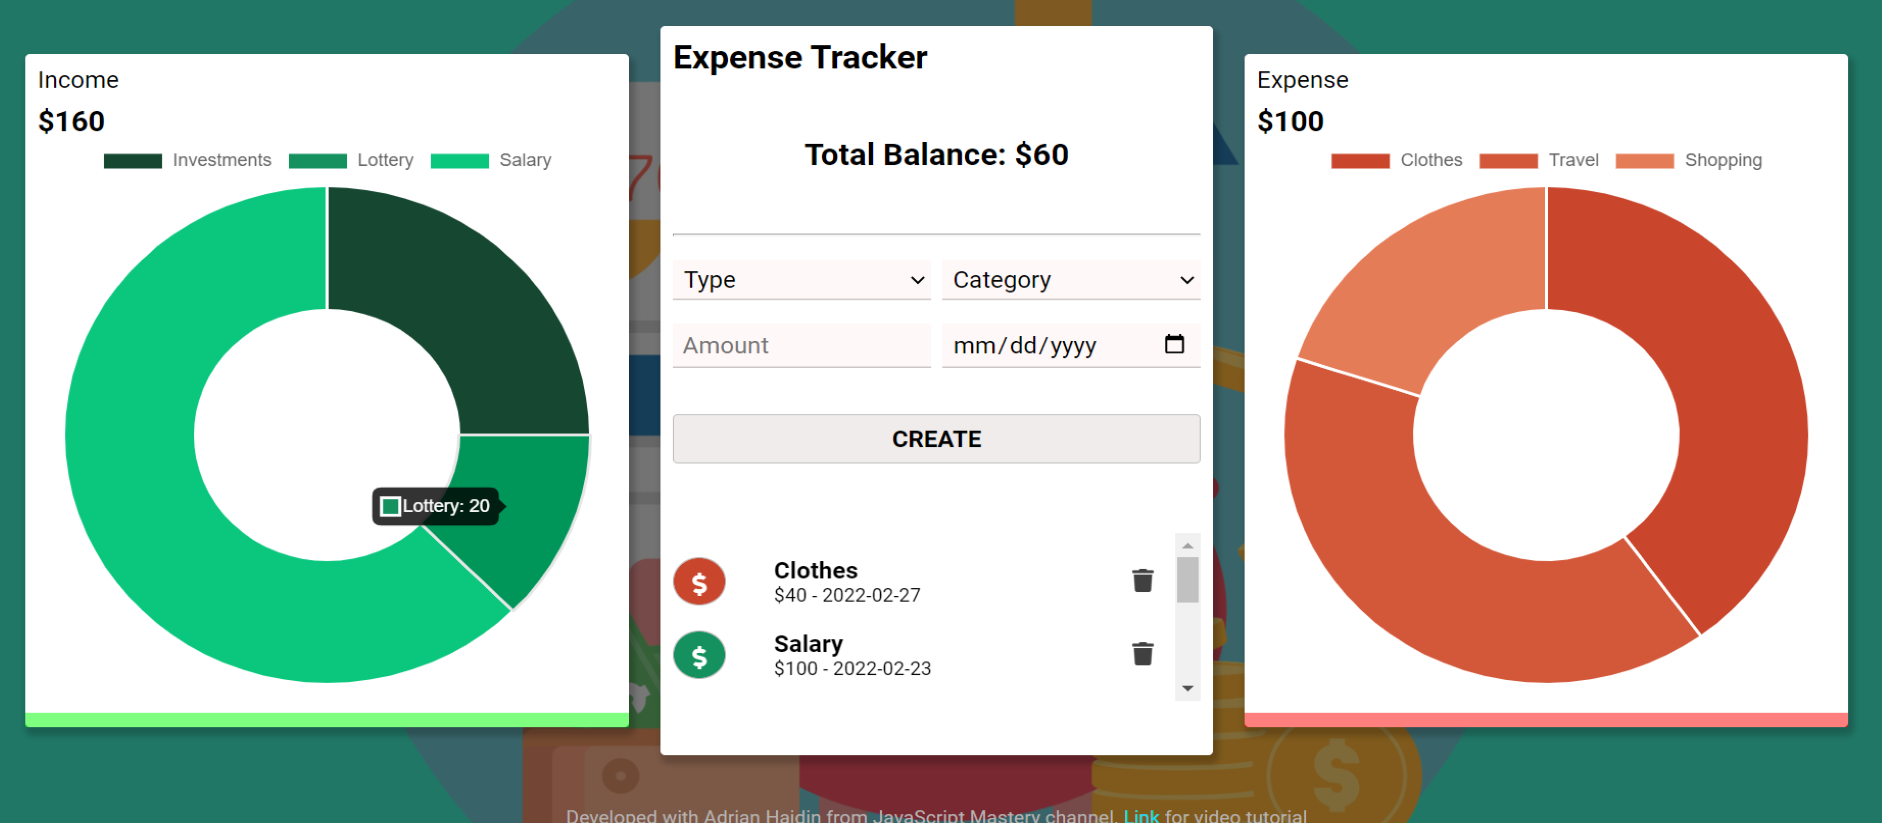 Income
$160
Investments Lottery Salary
Lottery: 20
Expense Tracker
Total Balance: $60
Type Category
Amount mm/dd/yyyy
CREATE
Clothes
$40 - 2022-02-27
Salary
$100 - 2022-02-23
Expense
$100
Clothes Travel Shopping
$
Developed with Adrian Hajdin from JavaScript Mastery channel. Link for video tutorial